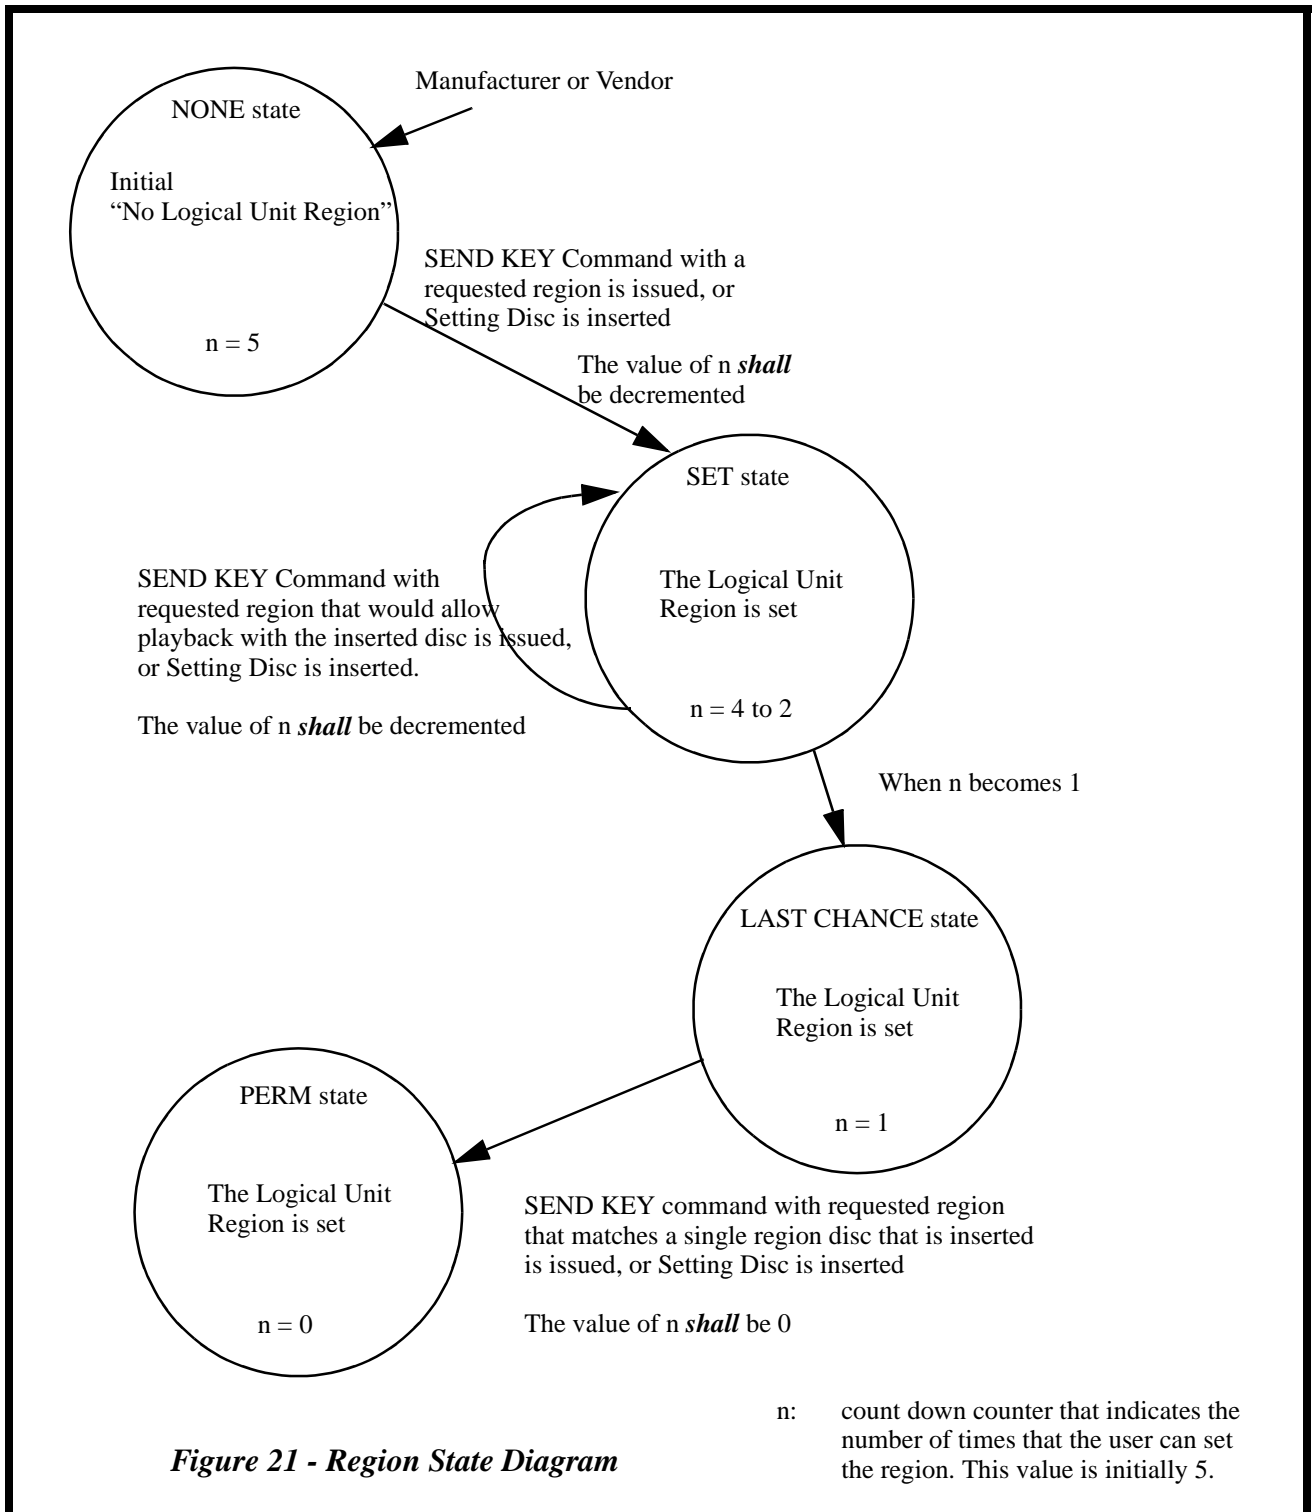 Manufacturer or Vendor
NONE state
Initial
“No Logical Unit Region”
n = 5
SEND KEY Command with a
requested region is issued, or
Setting Disc is inserted
The value of n shall
be decremented
SET state
The Logical Unit
Region is set
n = 4 to 2
SEND KEY Command with
requested region that would allow
playback with the inserted disc is issued,
or Setting Disc is inserted.
The value of n shall be decremented
When n becomes 1
LAST CHANCE state
The Logical Unit
Region is set
n = 1
PERM state
The Logical Unit
Region is set
n = 0
SEND KEY command with requested region
that matches a single region disc that is inserted
is issued, or Setting Disc is inserted
The value of n shall be 0
n: count down counter that indicates the
number of times that the user can set
the region. This value is initially 5.
Figure 21 - Region State Diagram